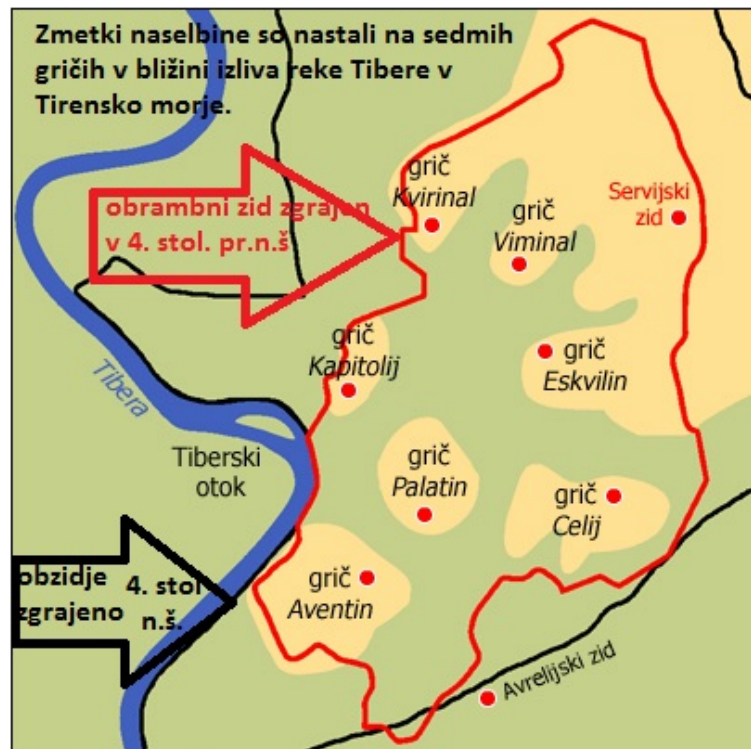 Zmetki naselbine so nastali na sedmih
gričih v bližini izliva reke Tibere v
Tirensko morje.
obrambni zid zgrajen
v 4. stol. pr.n.š
grič
Kvirinal
grič
Viminal
Servijski
zid
grič
Kapitolij
grič
Eskvilin
Tibera
Tiberski
otok
grič
Palatin
grič
Celij
obzidje
zgrajeno
4. stol
n.š.
grič
Aventin
Avrelijski zid